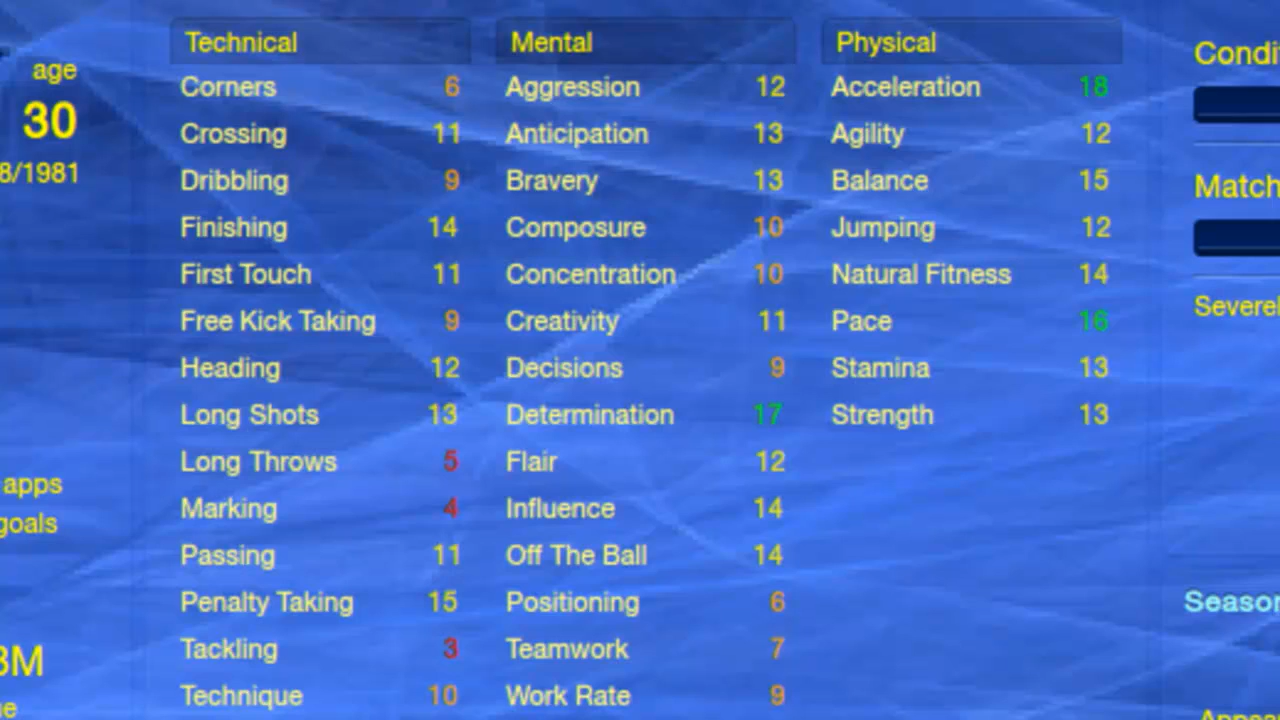 age
30
8/1981
apps
goals
Technical
Corners 6
Crossing 11
Dribbling 9
Finishing 14
First Touch 11
Free Kick Taking 9
Heading 12
Long Shots 13
Long Throws 5
Marking 4
Passing 11
Penalty Taking 15
Tackling 3
Technique 10
Mental
Aggression 12
Anticipation 13
Bravery 13
Composure 10
Concentration 10
Creativity 11
Decisions 9
Determination 17
Flair 12
Influence 14
Off The Ball 14
Positioning 6
Teamwork 7
Work Rate 9
Physical
Acceleration 18
Agility 12
Balance 15
Jumping 12
Natural Fitness 14
Pace 16
Stamina 13
Strength 13
Condi
Match
Severel
Season